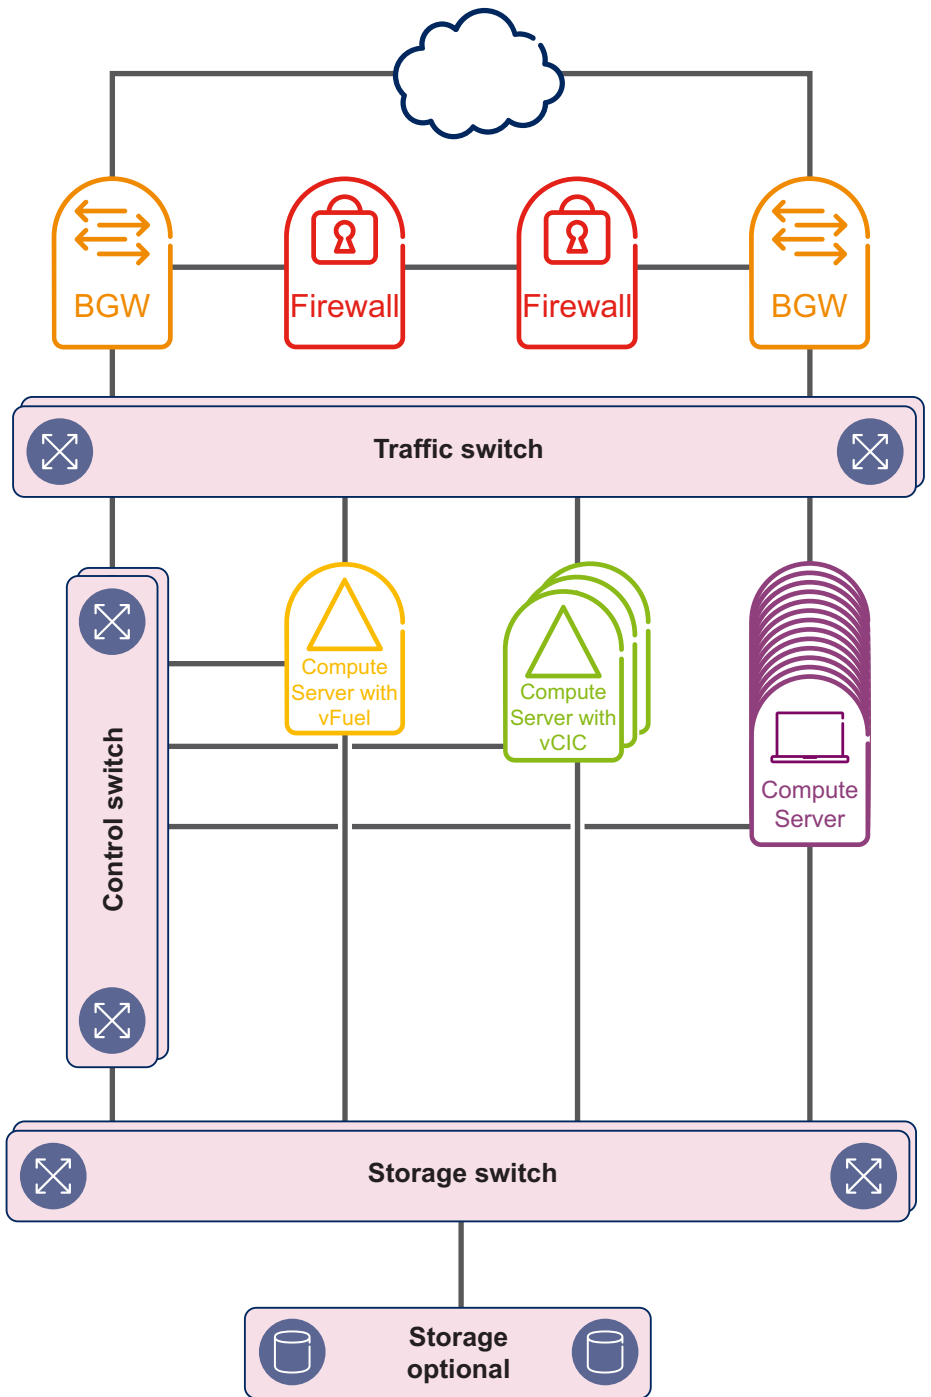 BGW
Firewall
Firewall
BGW
Traffic switch
Control switch
Compute
Server with
vFuel
Compute
Server with
vCIC
Compute
Server
Storage switch
Storage
optional